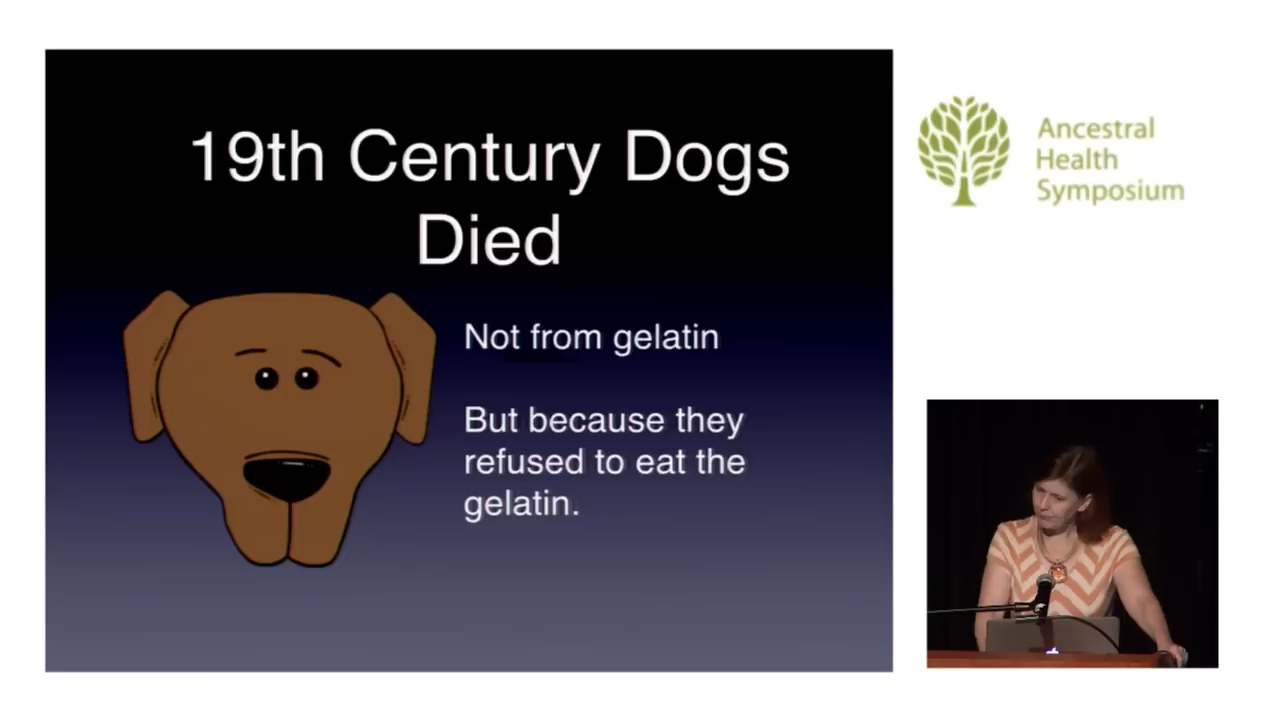 19th Century Dogs
Died
Not from gelatin
But because they
refused to eat the
gelatin.
Ancestral
Health
Symposium